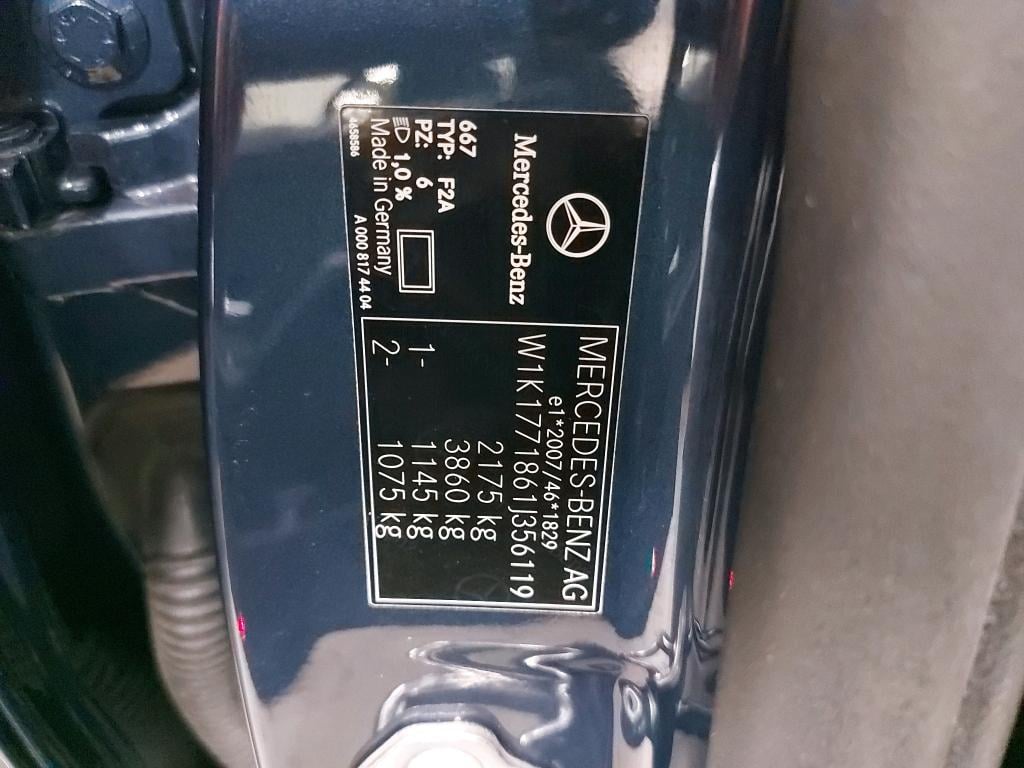 Mercedes-Benz
667
TYP: F2A
PZ: 6
1,0 %
Made in Germany
4658586
A 000 817 44 04
MERCEDES-BENZ AG
e1*2007/46*1829
W1K1771861J356119
2175 kg
3860 kg
1- 1145 kg
2- 1075 kg